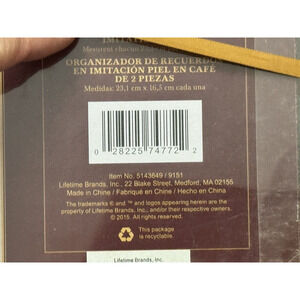 Mesurent chacun
ORGANIZADOR DE RECUERDOS
EN IMITACIÓN PIEL EN CAFÉ
DE 2 PIEZAS
Medidas: 23,1 cm x 16,5 cm cada una
0 28225 74772 2
Item No. 5143649 / 9151
Lifetime Brands, Inc., 22 Blake Street, Medford, MA 02155
Made in China / Fabriqué en Chine / Hecho en China
The trademarks ® and ™ and logos appearing herein are the
property of Lifetime Brands, Inc. and/or their respective owners.
© 2015. All rights reserved.
This package
is recyclable.
Lifetime Brands, Inc.